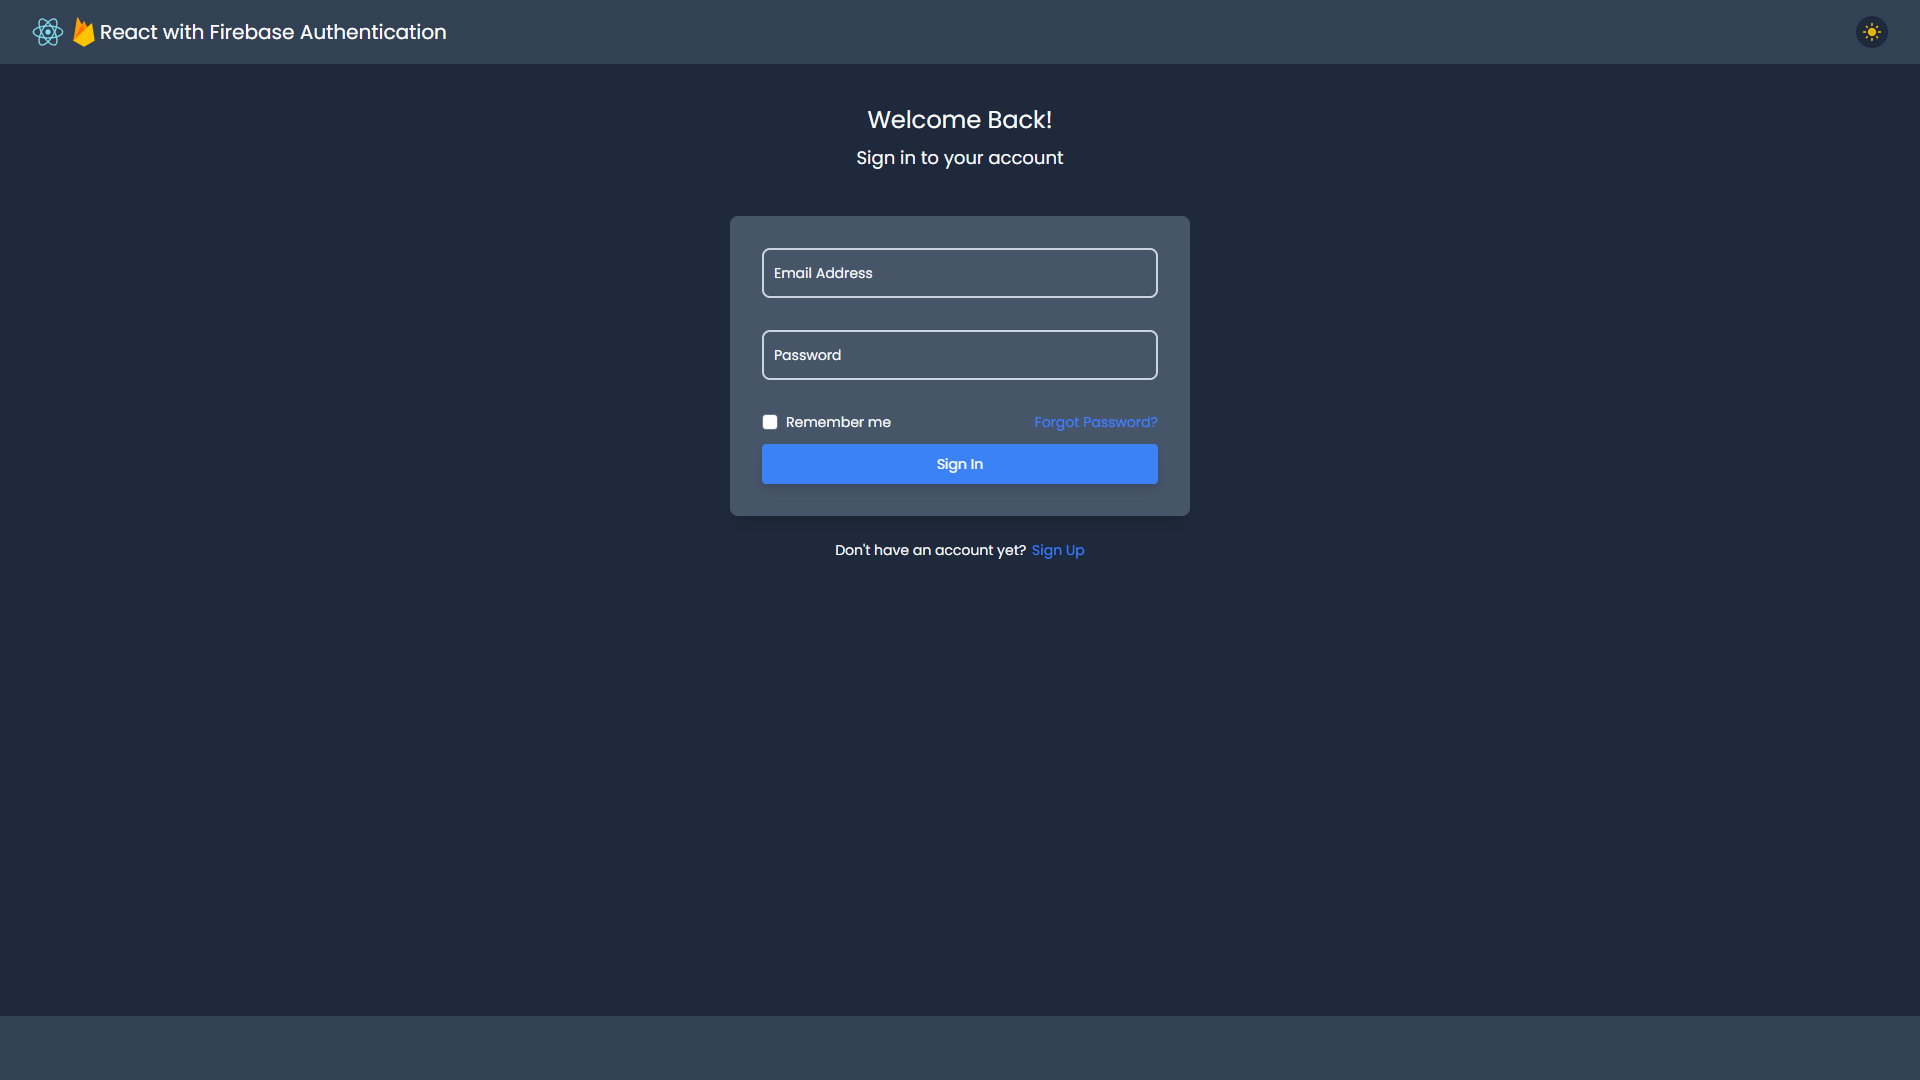 React with Firebase Authentication
Welcome Back!
Sign in to your account
Email Address
Password
Remember me
Forgot Password?
Sign In
Don't have an account yet? Sign Up